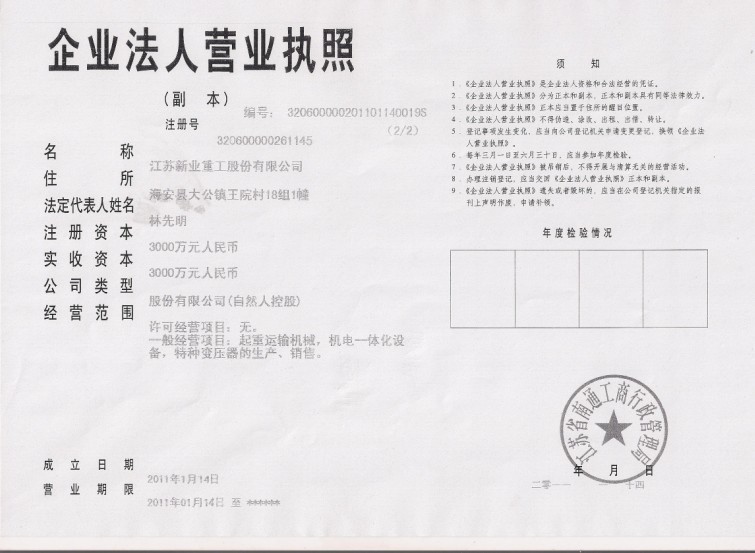 企业法人营业执照
(副 本)
编号: 320600000201101140019S
(2/2)
注册号
320600000261145
名 称
江苏新业重工股份有限公司
住 所
海安县大公镇王院村18组1幢
法定代表人姓名
林先明
注册资本
3000万元人民币
实收资本
3000万元人民币
公司类型
股份有限公司(自然人控股)
经营范围
许可经营项目: 无。
一般经营项目: 起重运输机械, 机电一体化设
备, 特种变压器的生产、销售。
成立日期
2011年1月14日
营业期限
2011年01月14日 至 ******
须 知
1.《企业法人营业执照》是企业法人资格和合法经营的凭证。
2.《企业法人营业执照》分为正本和副本, 正本和副本具有同等法律效力。
3.《企业法人营业执照》正本应当置于住所的醒目位置。
4.《企业法人营业执照》不得伪造、涂改、出租、出借、转让。
5.登记事项发生变化, 应当向公司登记机关申请变更登记, 换领《企业法
人营业执照》。
6.每年三月一日至六月三十日, 应当参加年度检验。
7.《企业法人营业执照》被吊销后, 不得开展与清算无关的经营活动。
8.办理注销登记, 应当交回《企业法人营业执照》正本和副本。
9.《企业法人营业执照》遗失或者毁坏的, 应当在公司登记机关指定的报
刊上声明作废, 申请补领。
年度检验情况
江苏省南通工商行政管理局
年 月 日
二零一一 一 十四